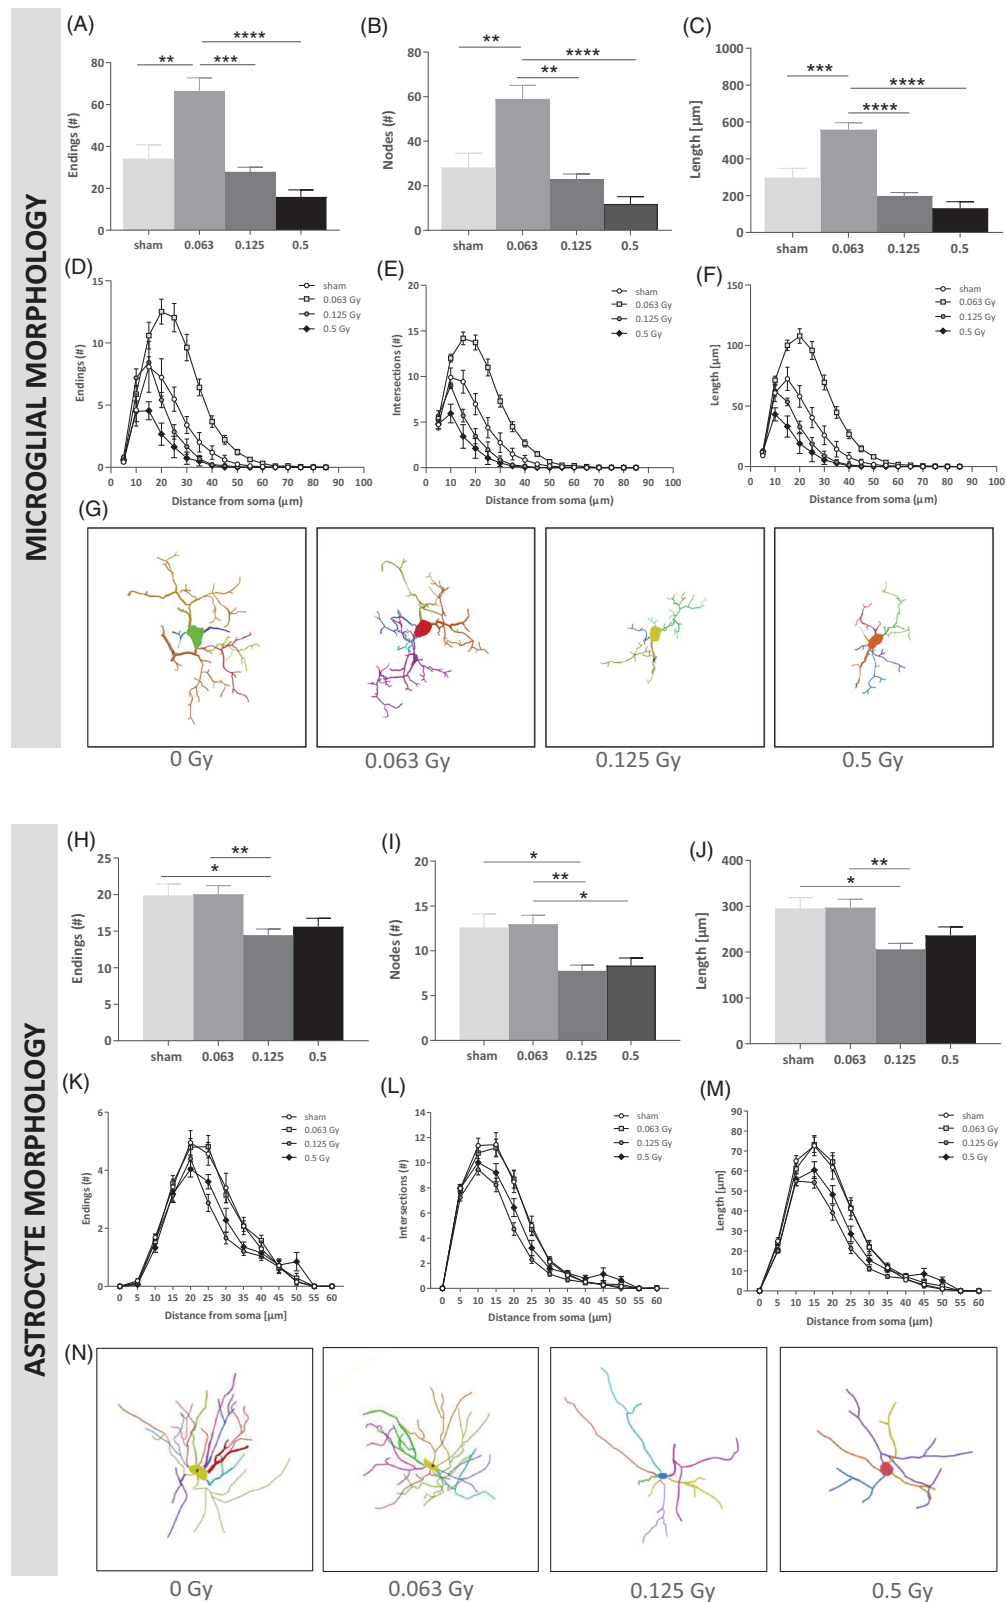 MICROGLIAL MORPHOLOGY
(A)
**** 
** ***
Endings (#)
80
60
40
20
0
sham 0.063 0.125 0.5
(B)
**
****
**
Nodes (#)
80
60
40
20
0
sham 0.063 0.125 0.5
(C)
***
****
****
Length [µm]
1000
800
600
400
200
0
sham 0.063 0.125 0.5
(D)
Endings (#)
15
10
5
0
0 10 20 30 40 50 60 70 80 90 100
Distance from soma (µm)
sham
0.063 Gy
0.125 Gy
0.5 Gy
(E)
Intersections (#)
20
15
10
5
0
0 10 20 30 40 50 60 70 80 90 100
Distance from soma (µm)
sham
0.063 Gy
0.125 Gy
0.5 Gy
(F)
Length [µm]
150
100
50
0
0 10 20 30 40 50 60 70 80 90 100
Distance from soma (µm)
sham
0.063 Gy
0.125 Gy
0.5 Gy
(G)
0 Gy 0.063 Gy 0.125 Gy 0.5 Gy
ASTROCYTE MORPHOLOGY
(H)
**
*
Endings (#)
25
20
15
10
5
0
sham 0.063 0.125 0.5
(I)
*
**
*
Nodes (#)
20
15
10
5
0
sham 0.063 0.125 0.5
(J)
**
*
Length [µm]
400
300
200
100
0
sham 0.063 0.125 0.5
(K)
Endings (#)
6
4
2
0
0 5 10 15 20 25 30 35 40 45 50 55 60
Distance from soma [µm]
sham
0.063 Gy
0.125 Gy
0.5 Gy
(L)
Intersections (#)
14
12
10
8
6
4
2
0
0 5 10 15 20 25 30 35 40 45 50 55 60
Distance from soma (µm)
sham
0.063 Gy
0.125 Gy
0.5 Gy
(M)
Length [µm]
90
80
70
60
50
40
30
20
10
0
0 5 10 15 20 25 30 35 40 45 50 55 60
Distance from soma (µm)
sham
0.063 Gy
0.125 Gy
0.5 Gy
(N)
0 Gy 0.063 Gy 0.125 Gy 0.5 Gy